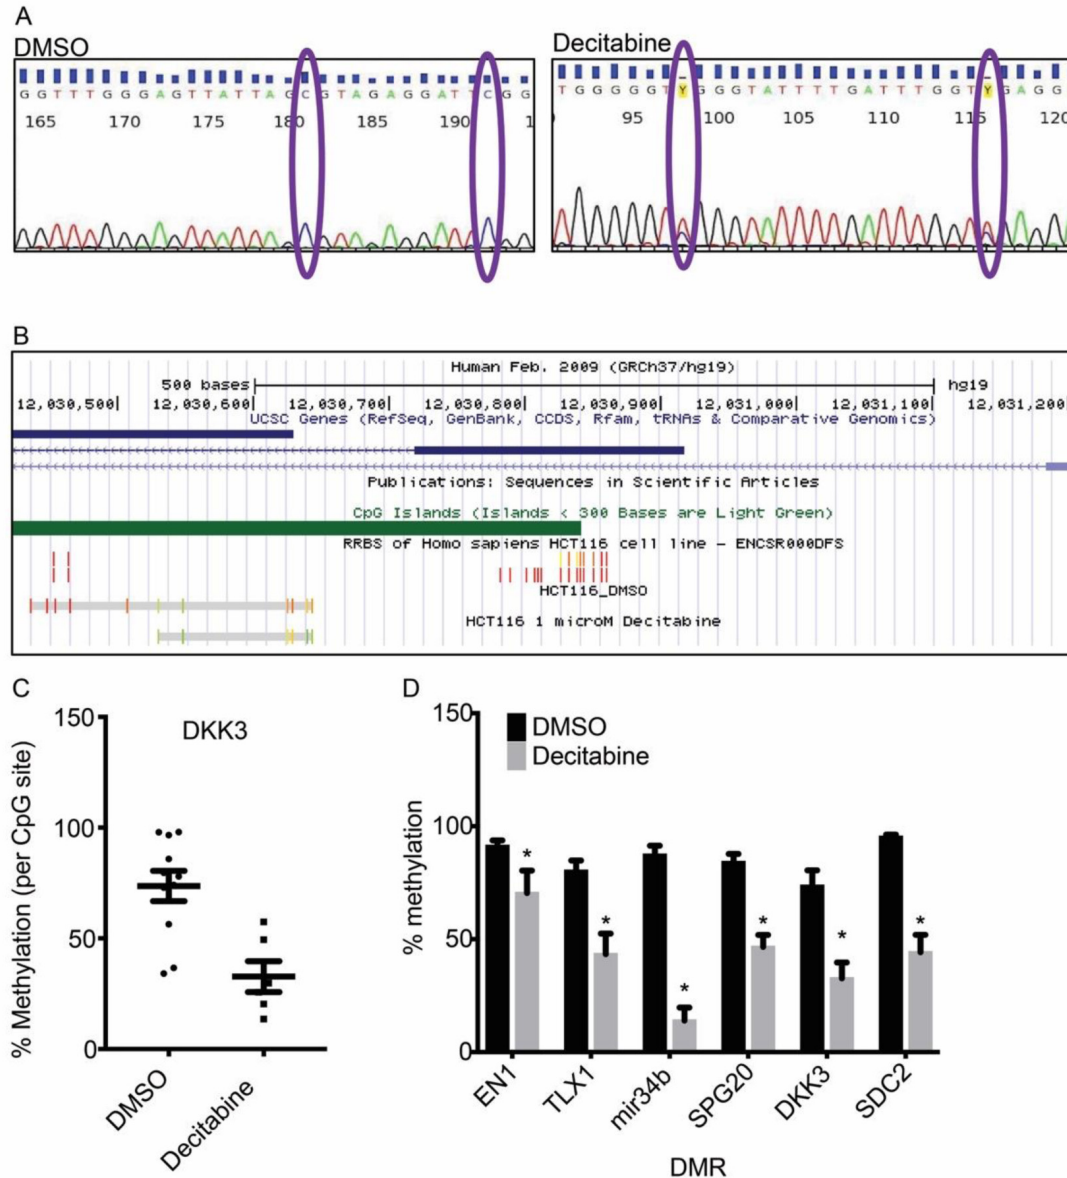 A
DMSO
GGTTTGGGAGTTATTAGCGTAGAGGATTCGG
165 170 175 180 185 190 1
Decitabine
TGGGGGTYGGGTATTTTGATTTGGTYGAGG
95 100 105 110 115 120
B
Human Feb. 2009 (GRCh37/hg19)
500 bases hg19
12,030,500| 12,030,600| 12,030,700| 12,030,800| 12,030,900| 12,031,000| 12,031,100| 12,031,200|
UCSC Genes (RefSeq, GenBank, CCDS, Rfam, tRNAs & Comparative Genomics)
Publications: Sequences in Scientific Articles
CpG Islands (Islands < 300 Bases are Light Green)
RRBS of Homo sapiens HCT116 cell line - ENCSR000DFS
HCT116_DMSO
HCT116 1 microM Decitabine
C
DKK3
% Methylation (per CpG site)
150
100
50
0
DMSO
Decitabine
D
DMSO
Decitabine
% methylation
150
100
50
0
* * * * * *
EN1
TLX1
mir34b
SPG20
DKK3
SDC2
DMR